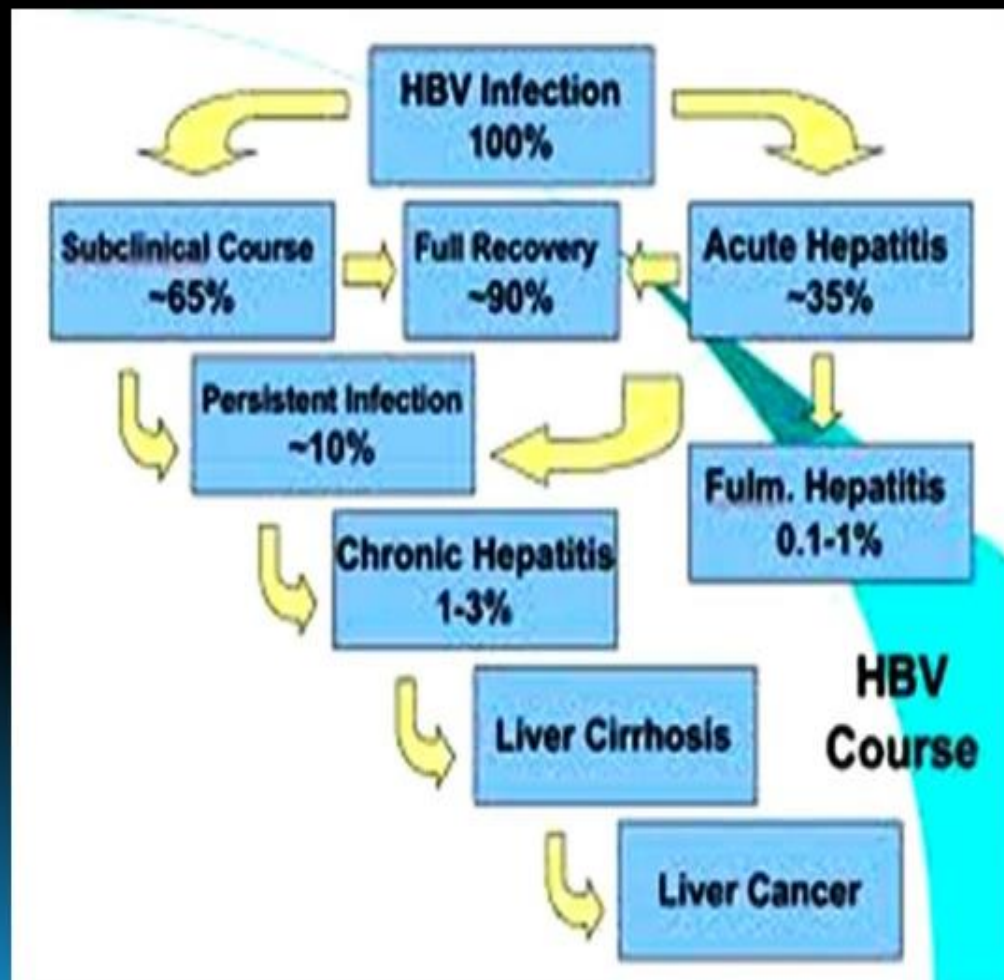 HBV Infection
100%
Subclinical Course
~65%
Full Recovery
~90%
Acute Hepatitis
~35%
Persistent Infection
~10%
Fulm. Hepatitis
0.1-1%
Chronic Hepatitis
1-3%
Liver Cirrhosis
HBV
Course
Liver Cancer